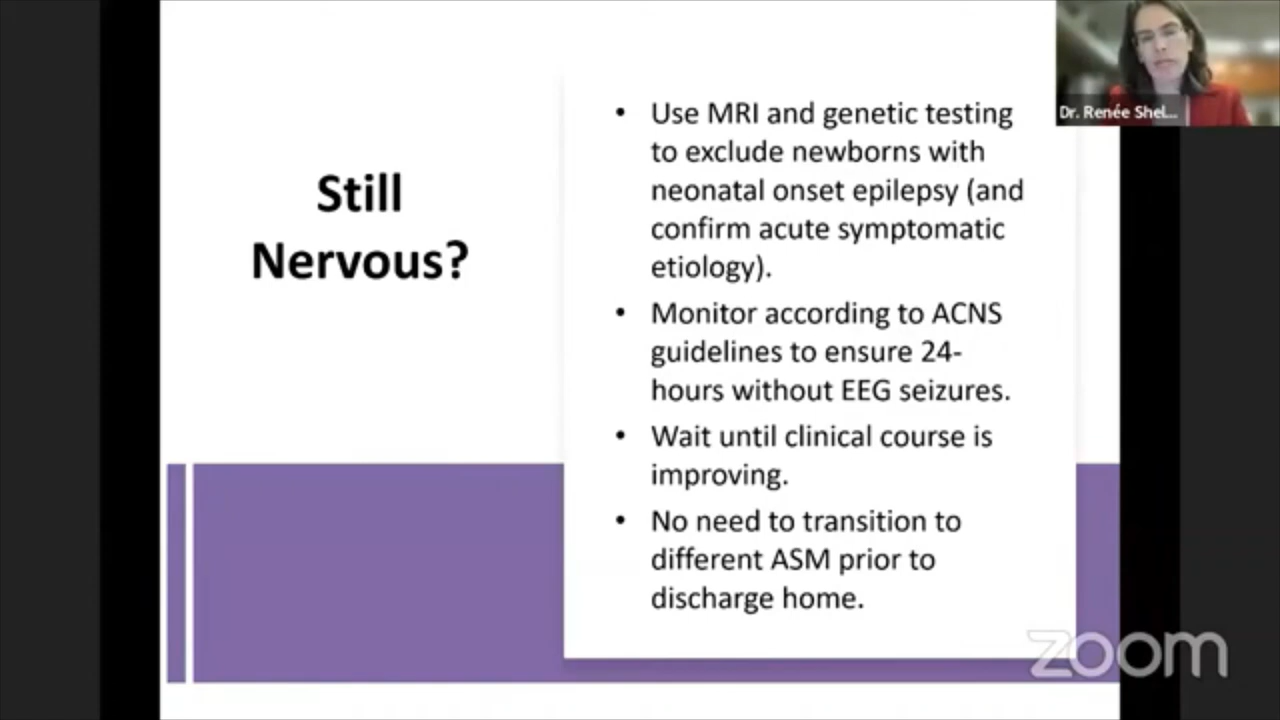 Still
Nervous?
• Use MRI and genetic testing
to exclude newborns with
neonatal onset epilepsy (and
confirm acute symptomatic
etiology).
• Monitor according to ACNS
guidelines to ensure 24-
hours without EEG seizures.
• Wait until clinical course is
improving.
• No need to transition to
different ASM prior to
discharge home.
Dr. Renée Shel...
zoom